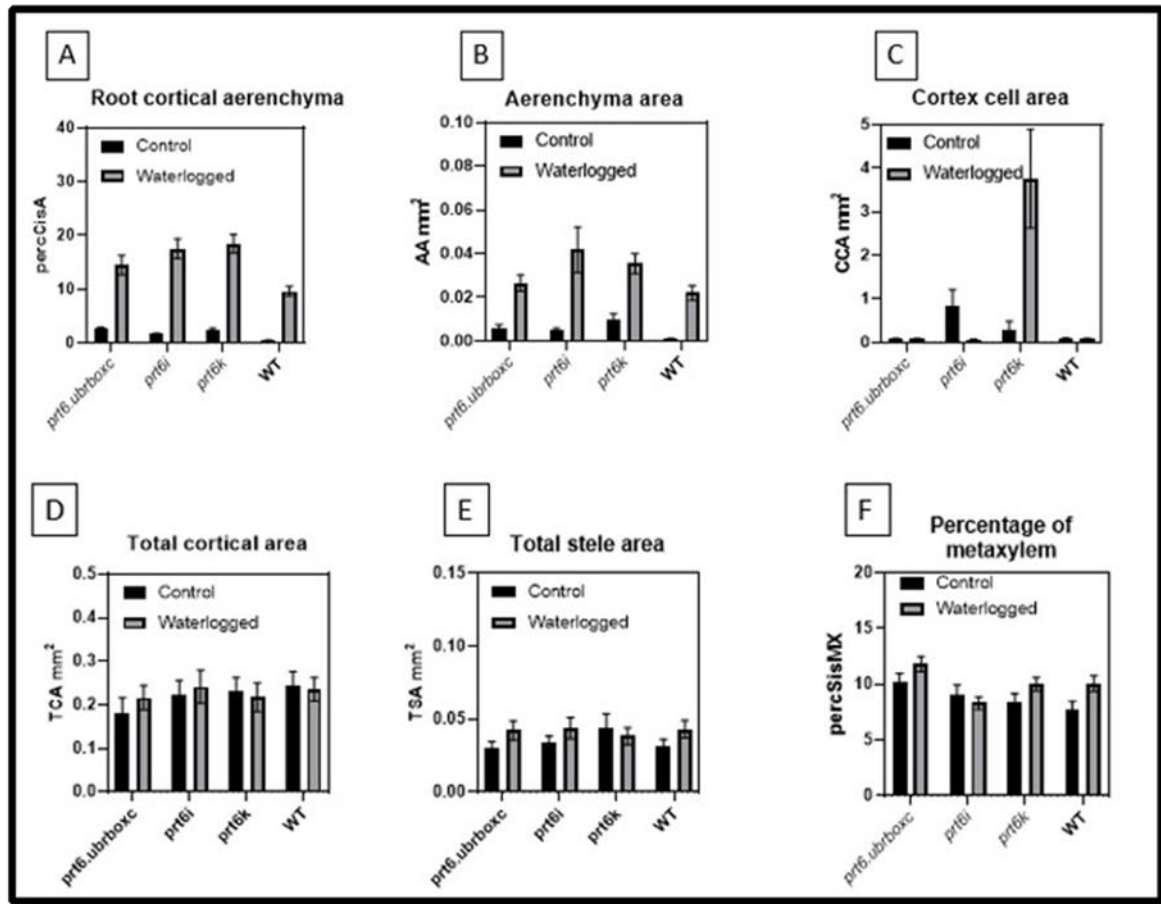 A
Root cortical aerenchyma
percCisA
40
30
20
10
0
Control
Waterlogged
prt6.ubrboxc
prt6i
prt6k
WT
B
Aerenchyma area
AA mm²
0.10
0.08
0.06
0.04
0.02
0.00
Control
Waterlogged
prt6.ubrboxc
prt6i
prt6k
WT
C
Cortex cell area
CCA mm²
5
4
3
2
1
0
Control
Waterlogged
prt6.ubrboxc
prt6i
prt6k
WT
D
Total cortical area
TCA mm²
0.5
0.4
0.3
0.2
0.1
0.0
Control
Waterlogged
prt6.ubrboxc
prt6i
prt6k
WT
E
Total stele area
TSA mm²
0.15
0.10
0.05
0.00
Control
Waterlogged
prt6.ubrboxc
prt6i
prt6k
WT
F
Percentage of
metaxylem
percSisMX
20
15
10
5
0
Control
Waterlogged
prt6.ubrboxc
prt6i
prt6k
WT